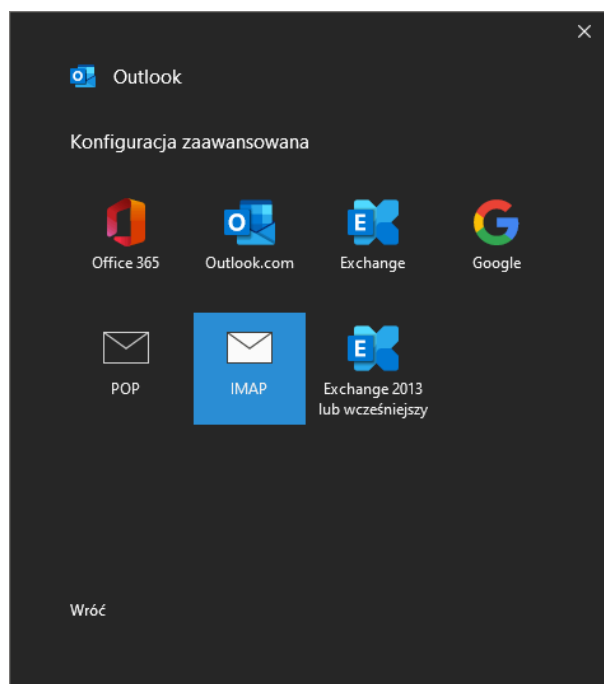 Outlook
Konfiguracja zaawansowana
Office 365
Outlook.com
Exchange
Google
POP
IMAP
Exchange 2013
lub wcześniejszy
Wróć